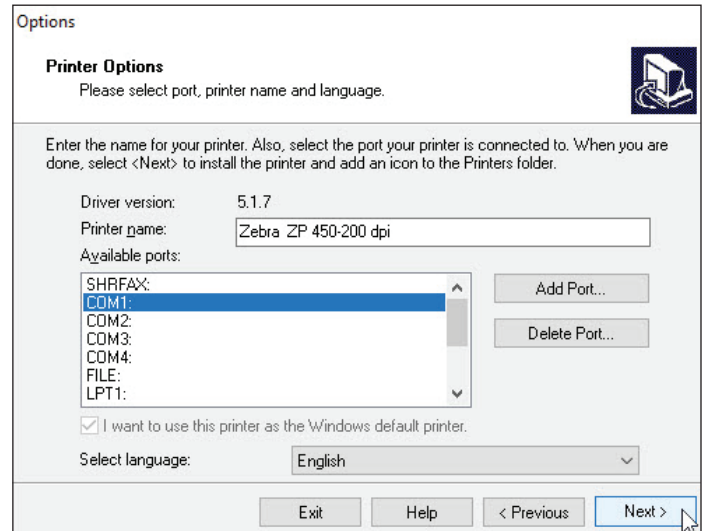 Options
Printer Options
Please select port, printer name and language.
Enter the name for your printer. Also, select the port your printer is connected to. When you are
done, select <Next> to install the printer and add an icon to the Printers folder.
Driver version: 5.1.7
Printer name: Zebra ZP 450-200 dpi
Available ports:
SHRFAX:
COM1:
COM2:
COM3:
COM4:
FILE:
LPT1:
Add Port...
Delete Port...
I want to use this printer as the Windows default printer.
Select language: English
Exit Help < Previous Next >